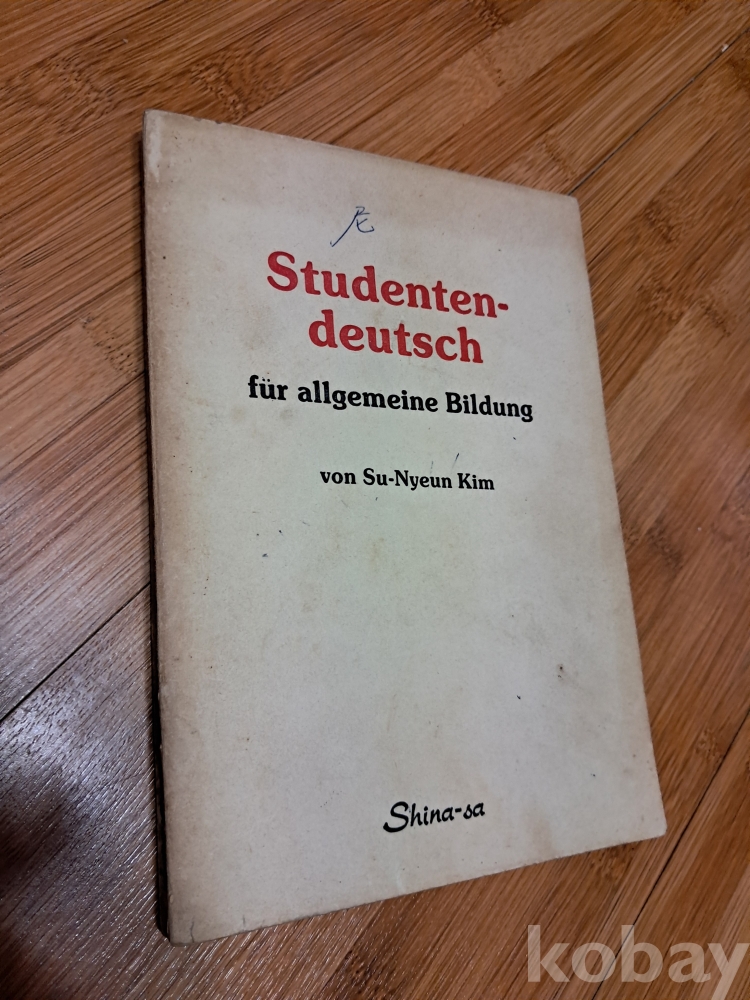 Studenten-
deutsch
für allgemeine Bildung
von Su-Nyeun Kim
Shina-sa
kobay